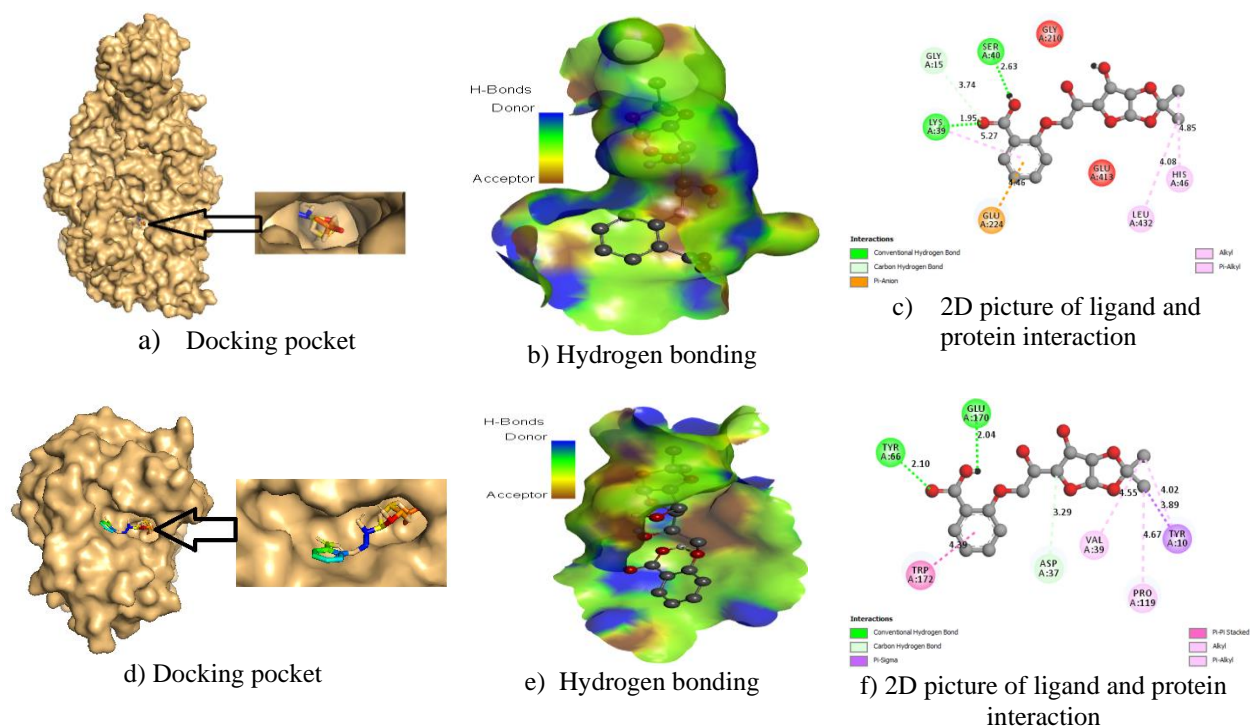 a) Docking pocket
H-Bonds
Donor
Acceptor
b) Hydrogen bonding
GLY
A:210
SER
A:40
GLY
A:15
2.63
3.74
LYS
A:39
1.95
5.27
4.85
4.08
GLU
A:413
HIS
A:46
4.46
LEU
A:432
GLU
A:224
Interactions
Conventional Hydrogen Bond
Carbon Hydrogen Bond
Pi-Anion
Alkyl
Pi-Alkyl
c) 2D picture of ligand and
protein interaction
d) Docking pocket
H-Bonds
Donor
Acceptor
e) Hydrogen bonding
GLU
A:170
TYR
A:66
2.04
2.10
4.55
4.02
3.89
3.29
4.67
TYR
A:10
VAL
A:39
4.39
TRP
A:172
ASP
A:37
PRO
A:119
Interactions
Conventional Hydrogen Bond
Carbon Hydrogen Bond
Pi-Sigma
Pi-Pi Stacked
Alkyl
Pi-Alkyl
f) 2D picture of ligand and protein
interaction